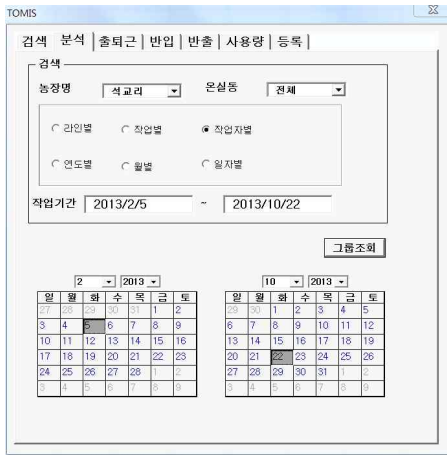 TOMIS
검색 분석 출퇴근 반입 반출 사용량 등록
검색
농장명 석교리 온실동 전체
라인별 작업별 작업자별
연도별 월별 일자별
작업기간 2013/2/5 ~ 2013/10/22
그룹조회
2 2013
일 월 화 수 목 금 토
27 28 29 30 31 1 2
3 4 5 6 7 8 9
10 11 12 13 14 15 16
17 18 19 20 21 22 23
24 25 26 27 28 1 2
3 4 5 6 7 8 9
10 2013
일 월 화 수 목 금 토
29 30 1 2 3 4 5
6 7 8 9 10 11 12
13 14 15 16 17 18 19
20 21 22 23 24 25 26
27 28 29 30 31 1 2
3 4 5 6 7 8 9